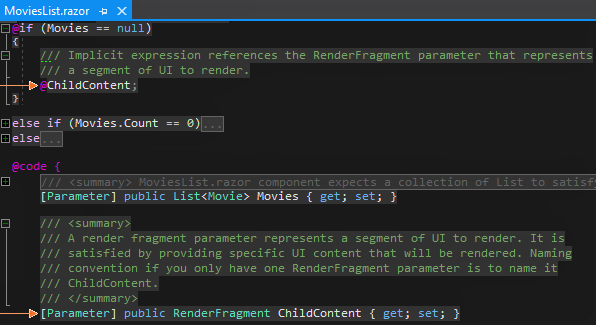 MoviesList.razor
@if (Movies == null)
{
/// Implicit expression references the RenderFragment parameter that represents
/// a segment of UI to render.
@ChildContent;
}
else if (Movies.Count == 0)...
else...
@code {
/// <summary> MoviesList.razor component expects a collection of List to satisfy
[Parameter] public List<Movie> Movies { get; set; }
/// <summary>
/// A render fragment parameter represents a segment of UI to render. It is
/// satisfied by providing specific UI content that will be rendered. Naming
/// convention if you only have one RenderFragment parameter is to name it
/// ChildContent.
/// </summary>
[Parameter] public RenderFragment ChildContent { get; set; }